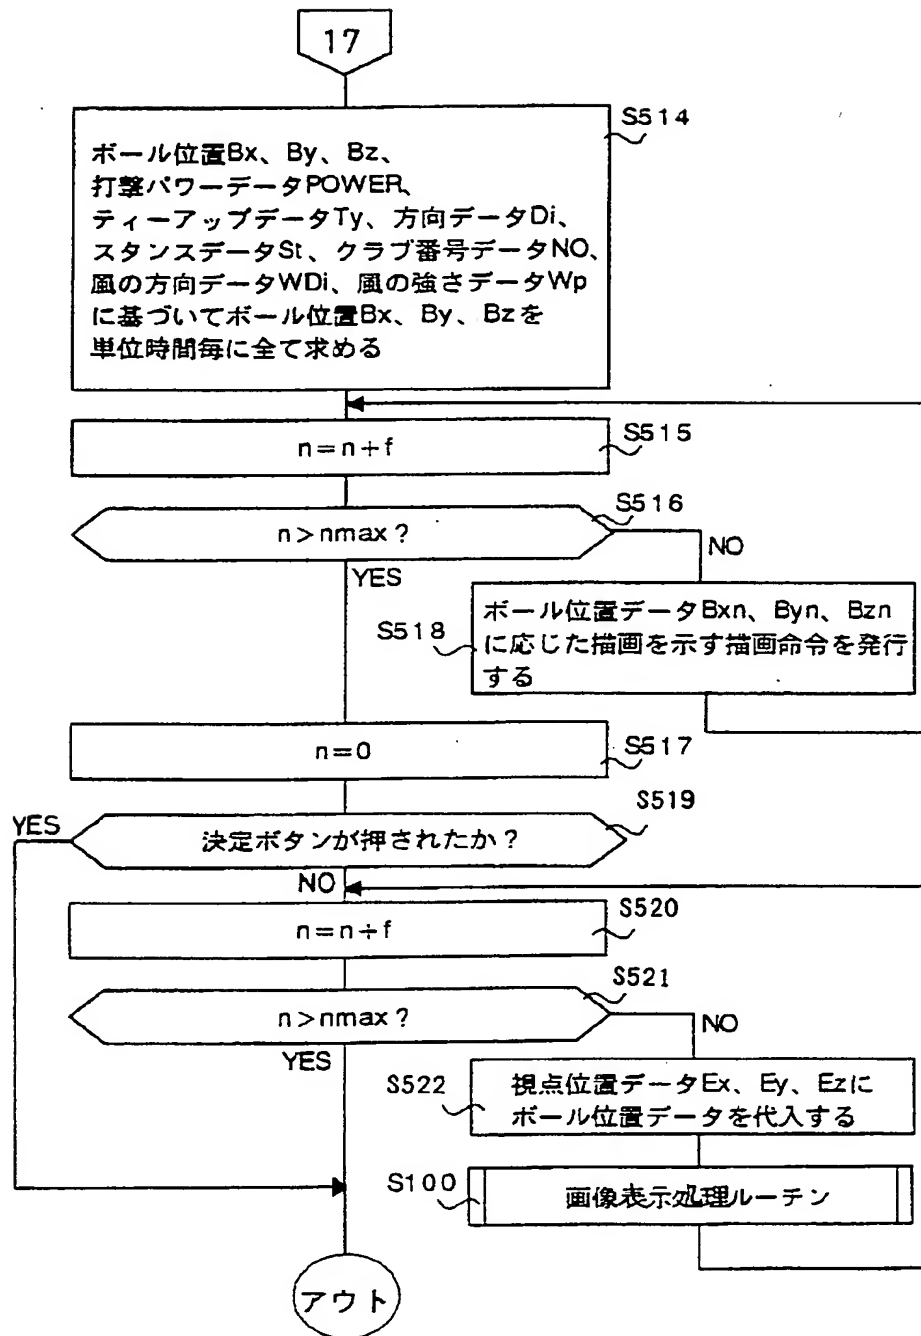 17
S514
ボール位置Bx、By、Bz、
打撃パワーデータPOWER、
ティーアップデータTy、方向データDi、
スタンスデータSt、クラブ番号データNO、
風の方向データWDi、風の強さデータWp
に基づいてボール位置Bx、By、Bzを
単位時間毎に全て求める
S515
n=n+f
S516
n>nmax?
NO
YES
S518
ボール位置データBxn、Byn、Bzn
に応じた描画を示す描画命令を発行
する
S517
n=0
S519
YES
決定ボタンが押されたか?
NO
S520
n=n+f
S521
n>nmax?
NO
YES
S522
視点位置データEx、Ey、Ezに
ボール位置データを代入する
S100
画像表示処理ルーチン
アウト